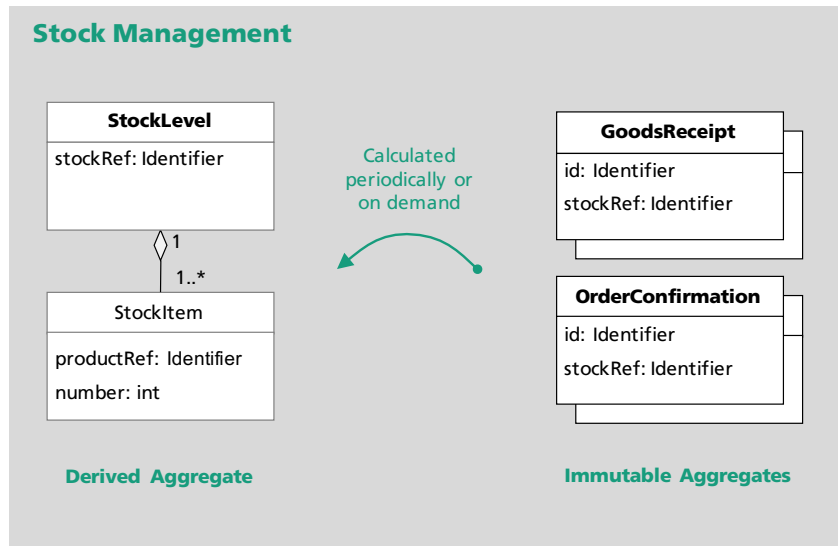 Stock Management
StockLevel
stockRef: Identifier
1
1..*
StockItem
productRef: Identifier
number: int
Derived Aggregate
Calculated
periodically or
on demand
GoodsReceipt
id: Identifier
stockRef: Identifier
OrderConfirmation
id: Identifier
stockRef: Identifier
Immutable Aggregates